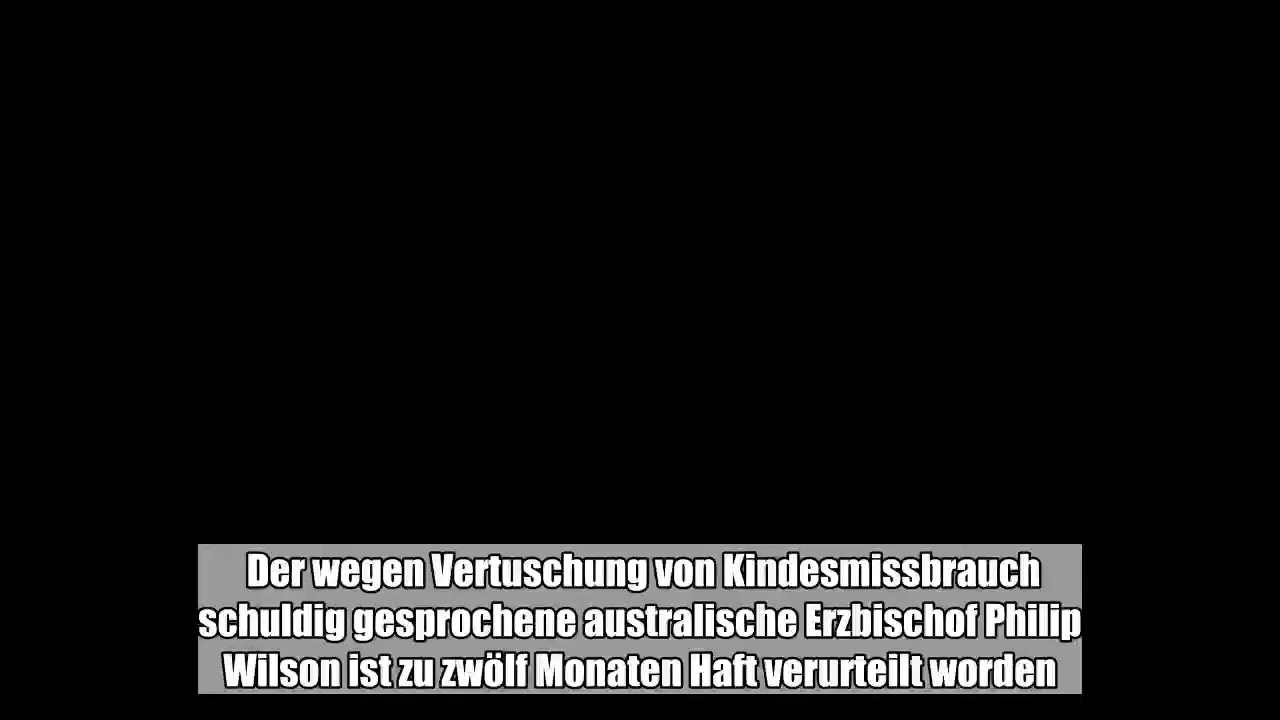 Der wegen Vertuschung von Kindesmissbrauch
schuldig gesprochene australische Erzbischof Philip
Wilson ist zu zwölf Monaten Haft verurteilt worden